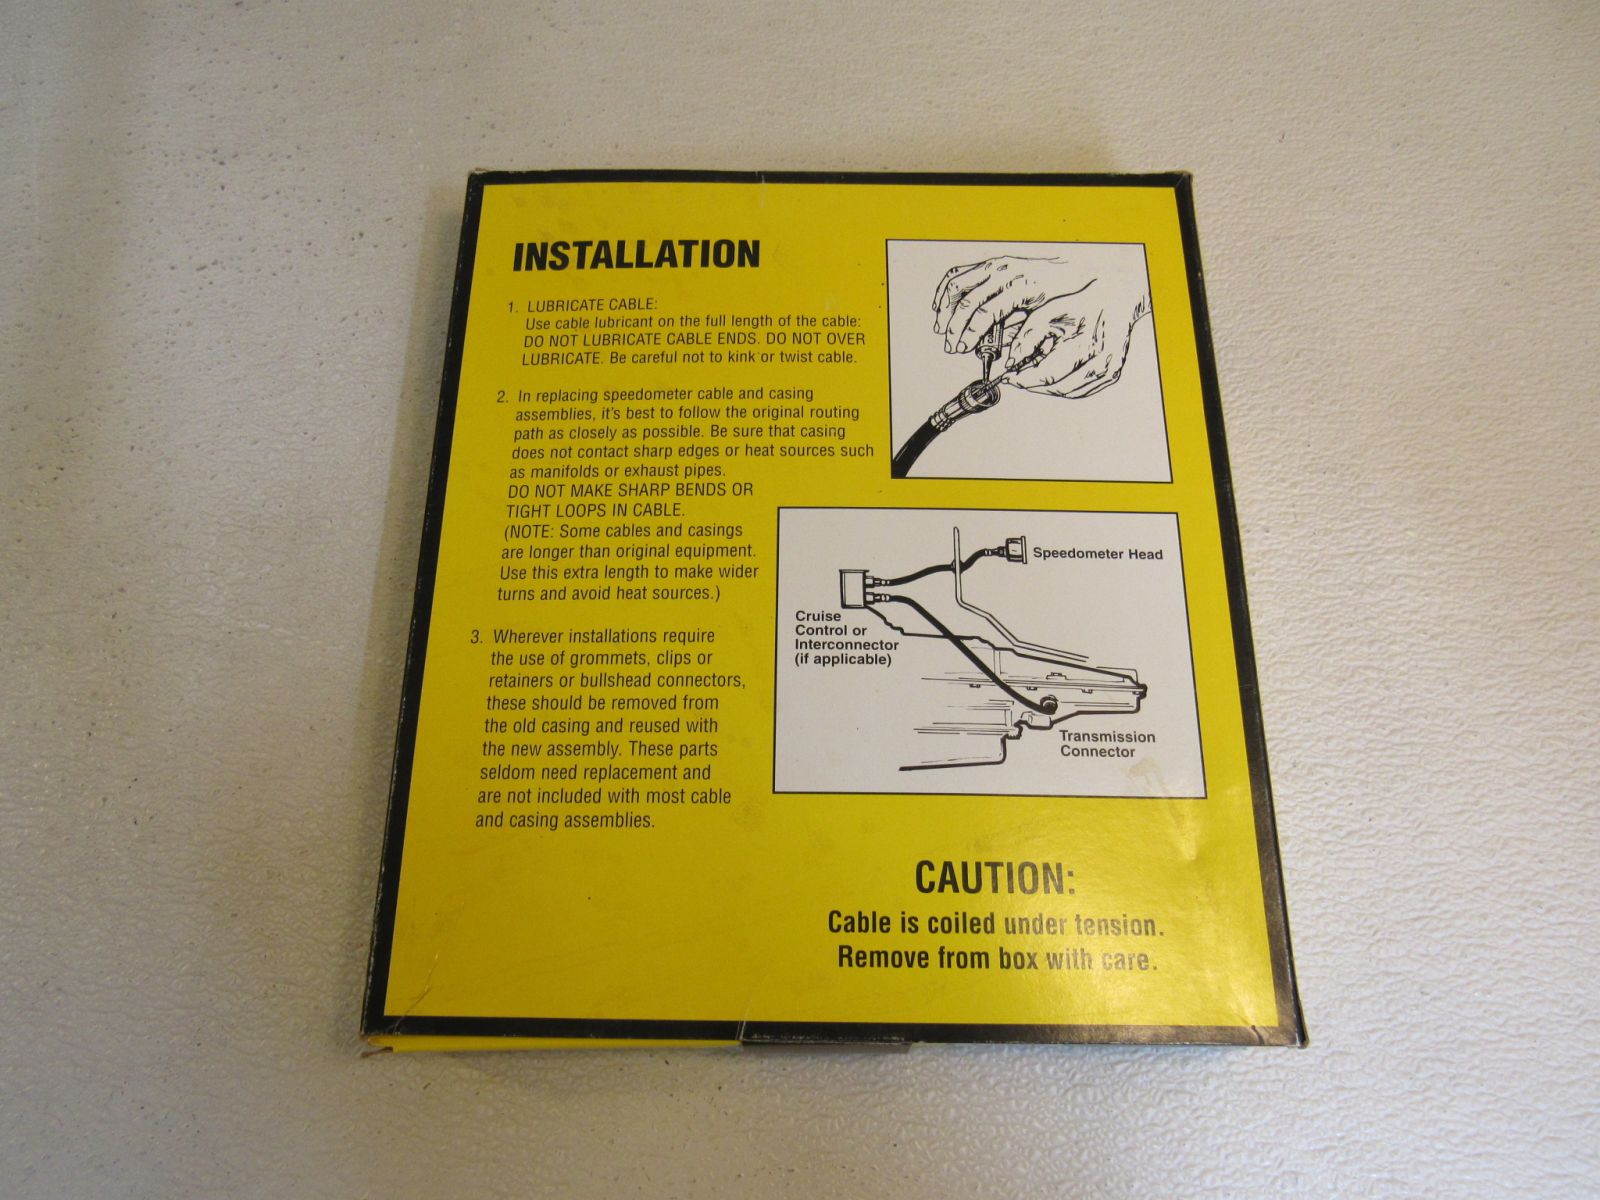 INSTALLATION
1. LUBRICATE CABLE:
Use cable lubricant on the full length of the cable:
DO NOT LUBRICATE CABLE ENDS. DO NOT OVER
LUBRICATE. Be careful not to kink or twist cable.
2. In replacing speedometer cable and casing
assemblies, it's best to follow the original routing
path as closely as possible. Be sure that casing
does not contact sharp edges or heat sources such
as manifolds or exhaust pipes.
DO NOT MAKE SHARP BENDS OR
TIGHT LOOPS IN CABLE.
(NOTE: Some cables and casings
are longer than original equipment.
Use this extra length to make wider
turns and avoid heat sources.)
3. Wherever installations require
the use of grommets, clips or
retainers or bullshead connectors,
these should be removed from
the old casing and reused with
the new assembly. These parts
seldom need replacement and
are not included with most cable
and casing assemblies.
Speedometer Head
Cruise
Control or
Interconnector
(if applicable)
Transmission
Connector
CAUTION:
Cable is coiled under tension.
Remove from box with care.